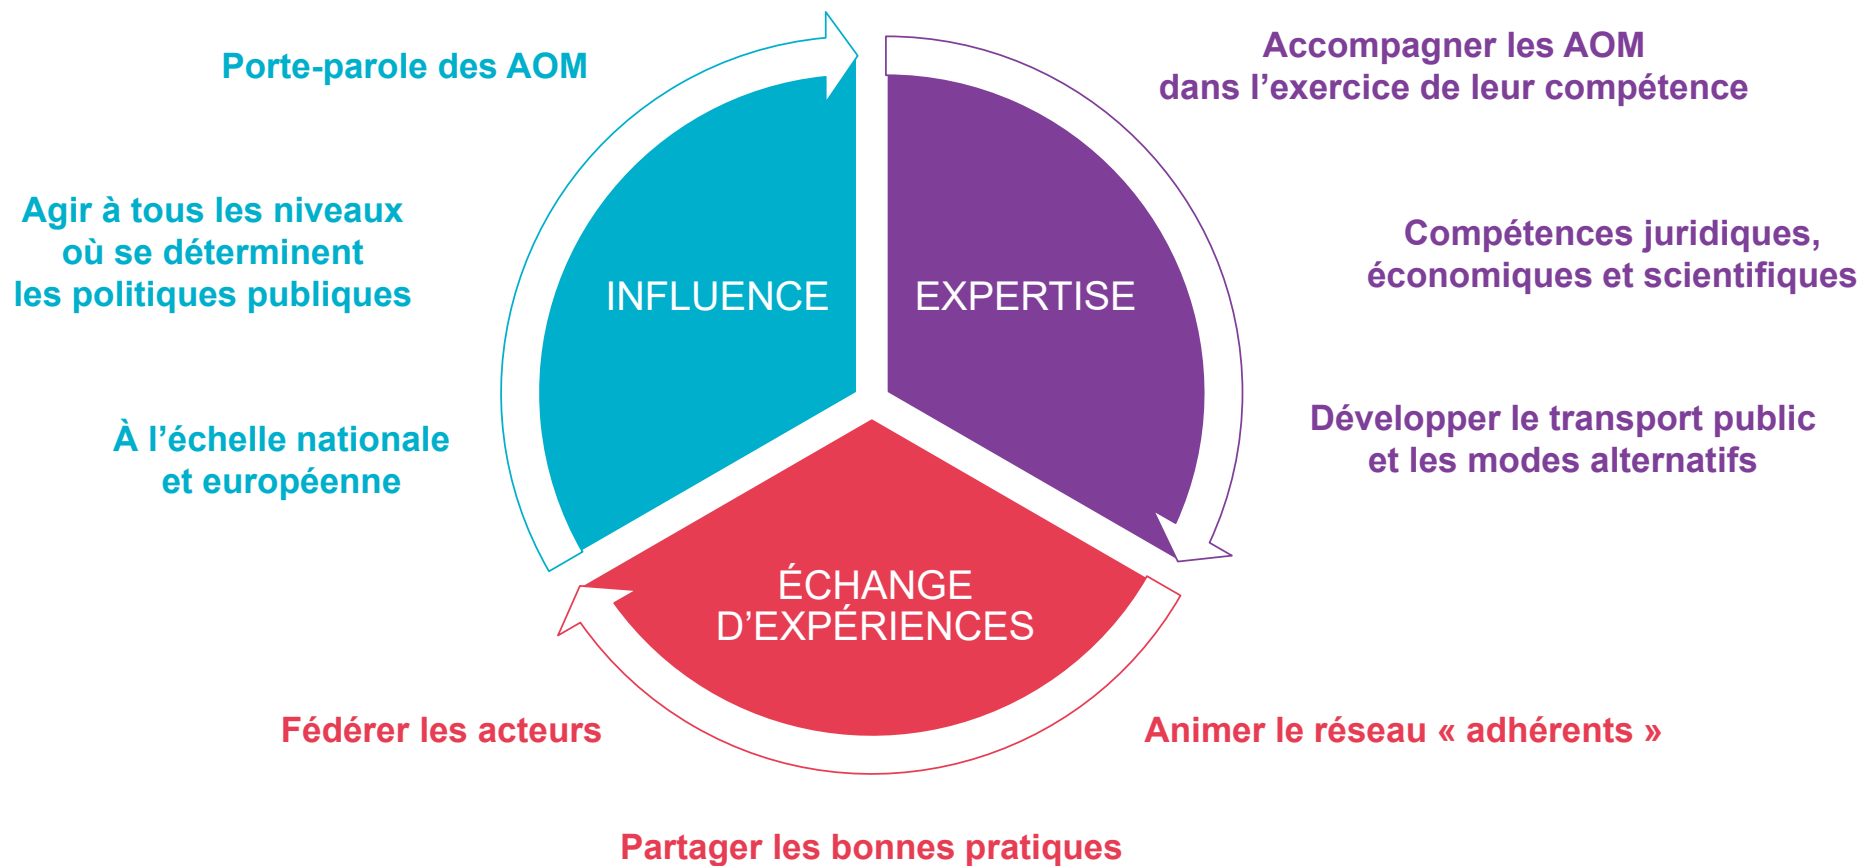 Porte-parole des AOM
Agir à tous les niveaux
où se déterminent
les politiques publiques
À l’échelle nationale
et européenne
INFLUENCE
EXPERTISE
Accompagner les AOM
dans l’exercice de leur compétence
Compétences juridiques,
économiques et scientifiques
Développer le transport public
et les modes alternatifs
ÉCHANGE
D’EXPÉRIENCES
Fédérer les acteurs
Animer le réseau « adhérents »
Partager les bonnes pratiques